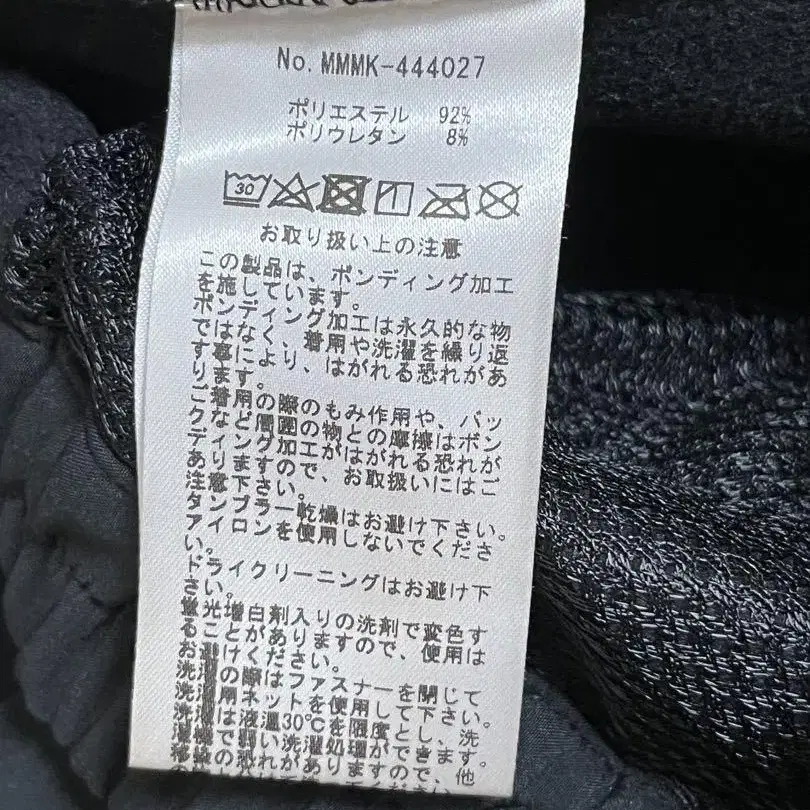 No. MMMK-444027
ポリエステル 92%
ポリウレタン 8%
30
お取り扱い上の注意
この製品は、ボンディング加工
を施しています。
ボンディング加工は永久的な物
ではなく、着用や洗濯を繰り返
す事により、はがれる恐れがあ
ります。
ご着用の際のもみ作用や、バッ
クなど周囲の物との摩擦はボン
ディング加工がはがれる恐れが
ありますので、お取扱いにはご
注意下さい。
タンブラー乾燥はお避け下さい。
アイロンを使用しないでくださ
い。
ドライクリーニングはお避け下
さい。
蛍光増白剤入りの洗剤で変色す
ることがありますので、使用は
お避けください。
洗濯の際はファスナーを閉じて
洗濯用ネットを使用して下さい。
洗濯は液温30℃を限度とし、洗
濯機で弱い洗濯処理ができます。
移染の恐れがありますので、他